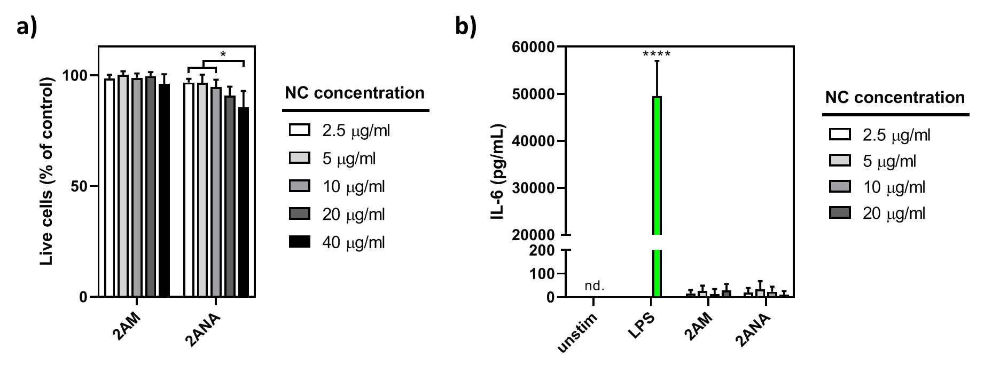 a)
Live cells (% of control)
100
50
0
*
2AM
2ANA
NC concentration
2.5 μg/ml
5 μg/ml
10 μg/ml
20 μg/ml
40 μg/ml
b)
IL-6 (pg/mL)
60000
50000
40000
30000
20000
200
100
0
****
nd.
unstim
LPS
2AM
2ANA
NC concentration
2.5 μg/ml
5 μg/ml
10 μg/ml
20 μg/ml